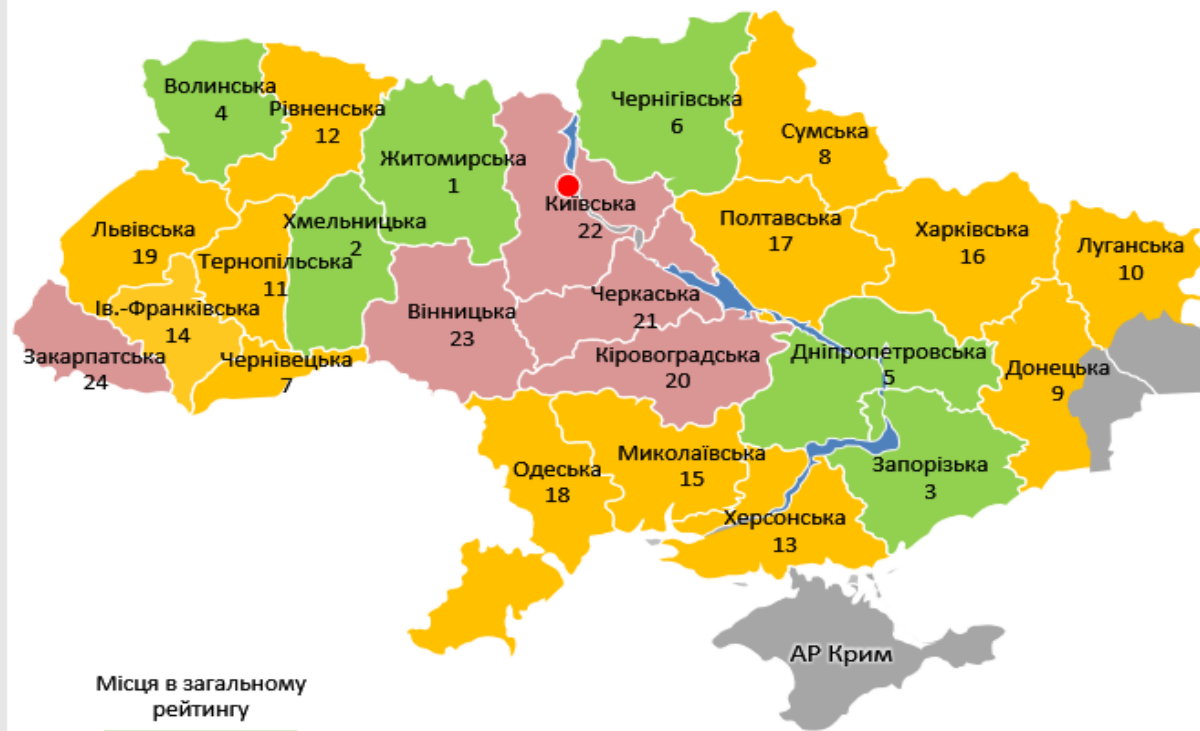 Волинська
4
Рівненська
12
Житомирська
1
Чернігівська
6
Сумська
8
Київська
22
Львівська
19
Хмельницька
2
Тернопільська
11
Полтавська
17
Харківська
16
Луганська
10
Ів.-Франківська
14
Вінницька
23
Черкаська
21
Закарпатська
24
Чернівецька
7
Кіровоградська
20
Дніпропетровська
5
Донецька
9
Одеська
18
Миколаївська
15
Запорізька
3
Херсонська
13
АР Крим
Місця в загальному
рейтингу